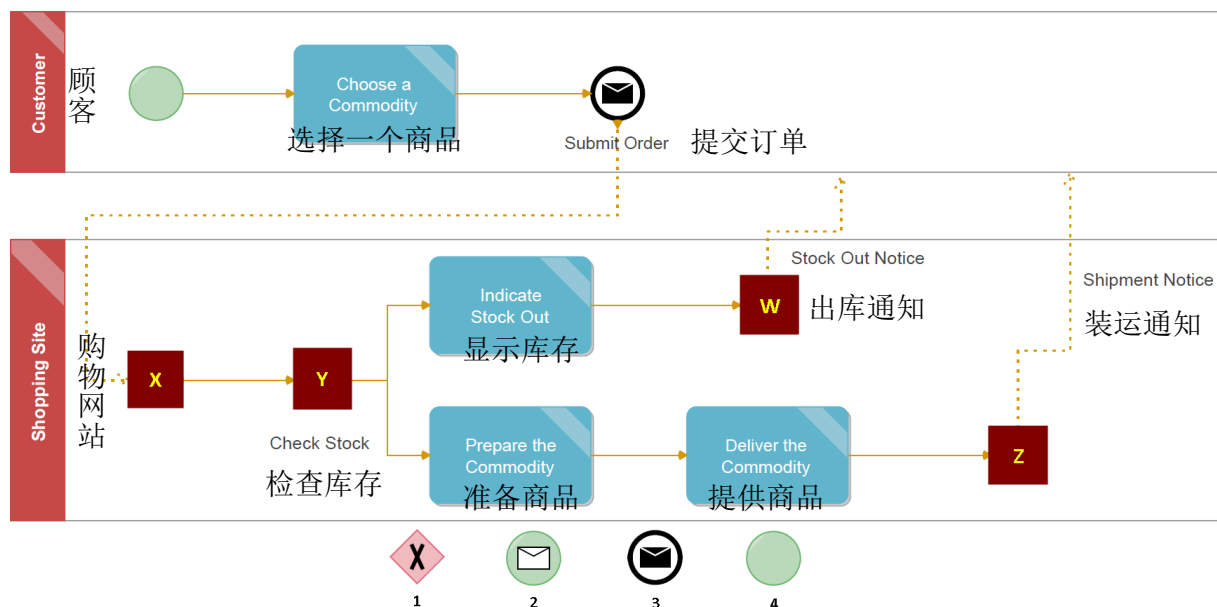 Customer
顾
客
Choose a
Commodity
选择一个商品
Submit Order
提交订单
Shopping Site
购
物
网
站
X
Y
Check Stock
检查库存
Indicate
Stock Out
显示库存
W
Stock Out Notice
出库通知
Shipment Notice
装运通知
Prepare the
Commodity
准备商品
Deliver the
Commodity
提供商品
Z
X
1
2
3
4